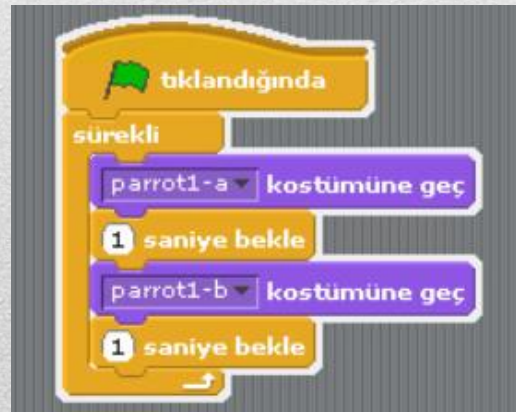 tıklandığında
sürekli
parrot1-a kostümüne geç
1 saniye bekle
parrot1-b kostümüne geç
1 saniye bekle